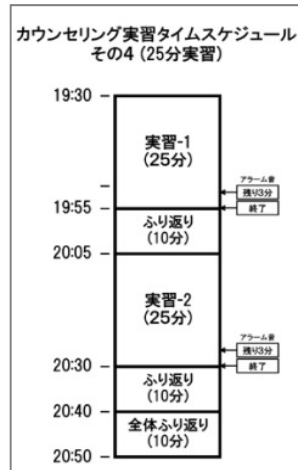 カウンセリング実習タイムスケジュール
その4 (25分実習)
19:30
実習-1
(25分)
アラーム音
残り3分
19:55
終了
ふり返り
(10分)
20:05
実習-2
(25分)
アラーム音
残り3分
20:30
終了
ふり返り
(10分)
20:40
全体ふり返り
(10分)
20:50